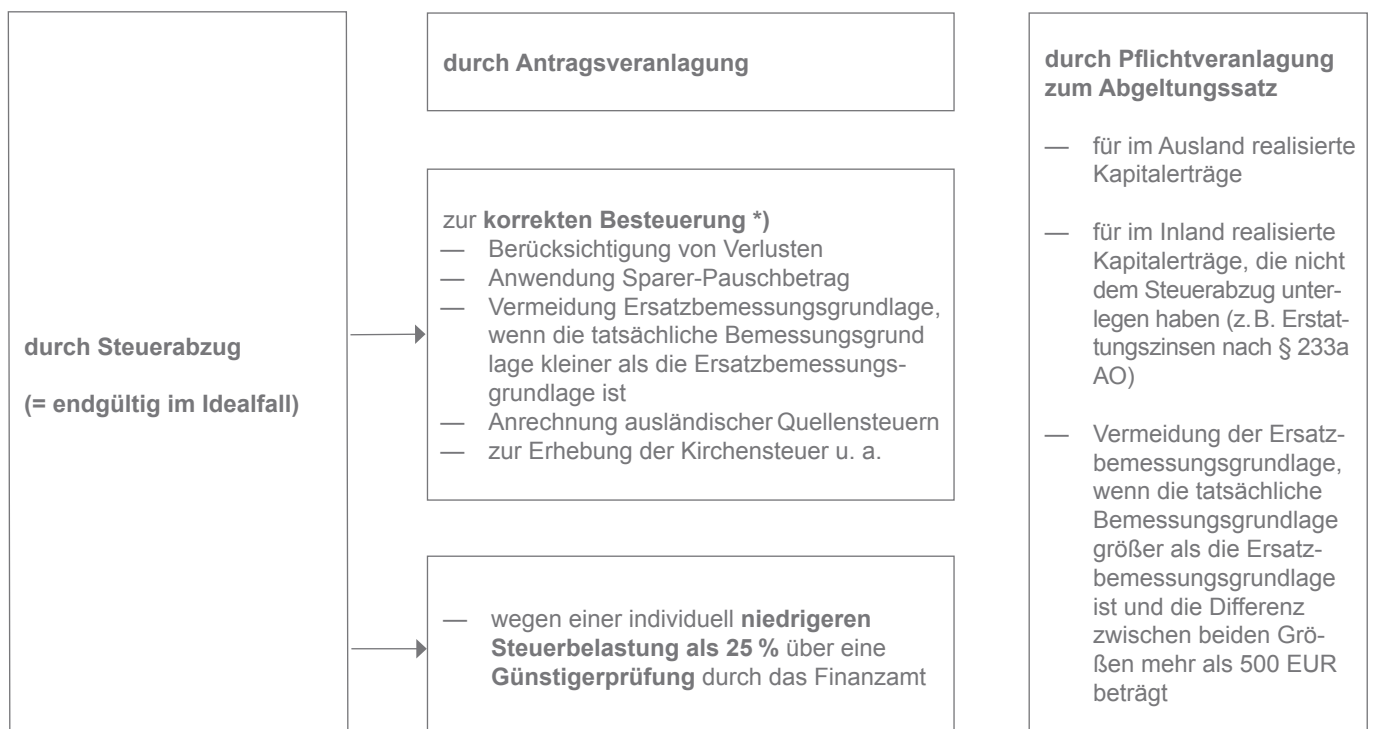 durch Steuerabzug
(= endgültig im Idealfall)
durch Antragsveranlagung
zur korrekten Besteuerung *)
— Berücksichtigung von Verlusten
— Anwendung Sparer-Pauschbetrag
— Vermeidung Ersatzbemessungsgrundlage,
wenn die tatsächliche Bemessungsgrund
lage kleiner als die Ersatzbemessungs-
grundlage ist
— Anrechnung ausländischer Quellensteuern
— zur Erhebung der Kirchensteuer u. a.
— wegen einer individuell niedrigeren
Steuerbelastung als 25 % über eine
Günstigerprüfung durch das Finanzamt
durch Pflichtveranlagung
zum Abgeltungssatz
— für im Ausland realisierte
Kapitalerträge
— für im Inland realisierte
Kapitalerträge, die nicht
dem Steuerabzug unter-
legen haben (z. B. Erstat-
tungszinsen nach § 233a
AO)
— Vermeidung der Ersatz-
bemessungsgrundlage,
wenn die tatsächliche
Bemessungsgrundlage
größer als die Ersatz-
bemessungsgrundlage
ist und die Differenz
zwischen beiden Grö-
ßen mehr als 500 EUR
beträgt